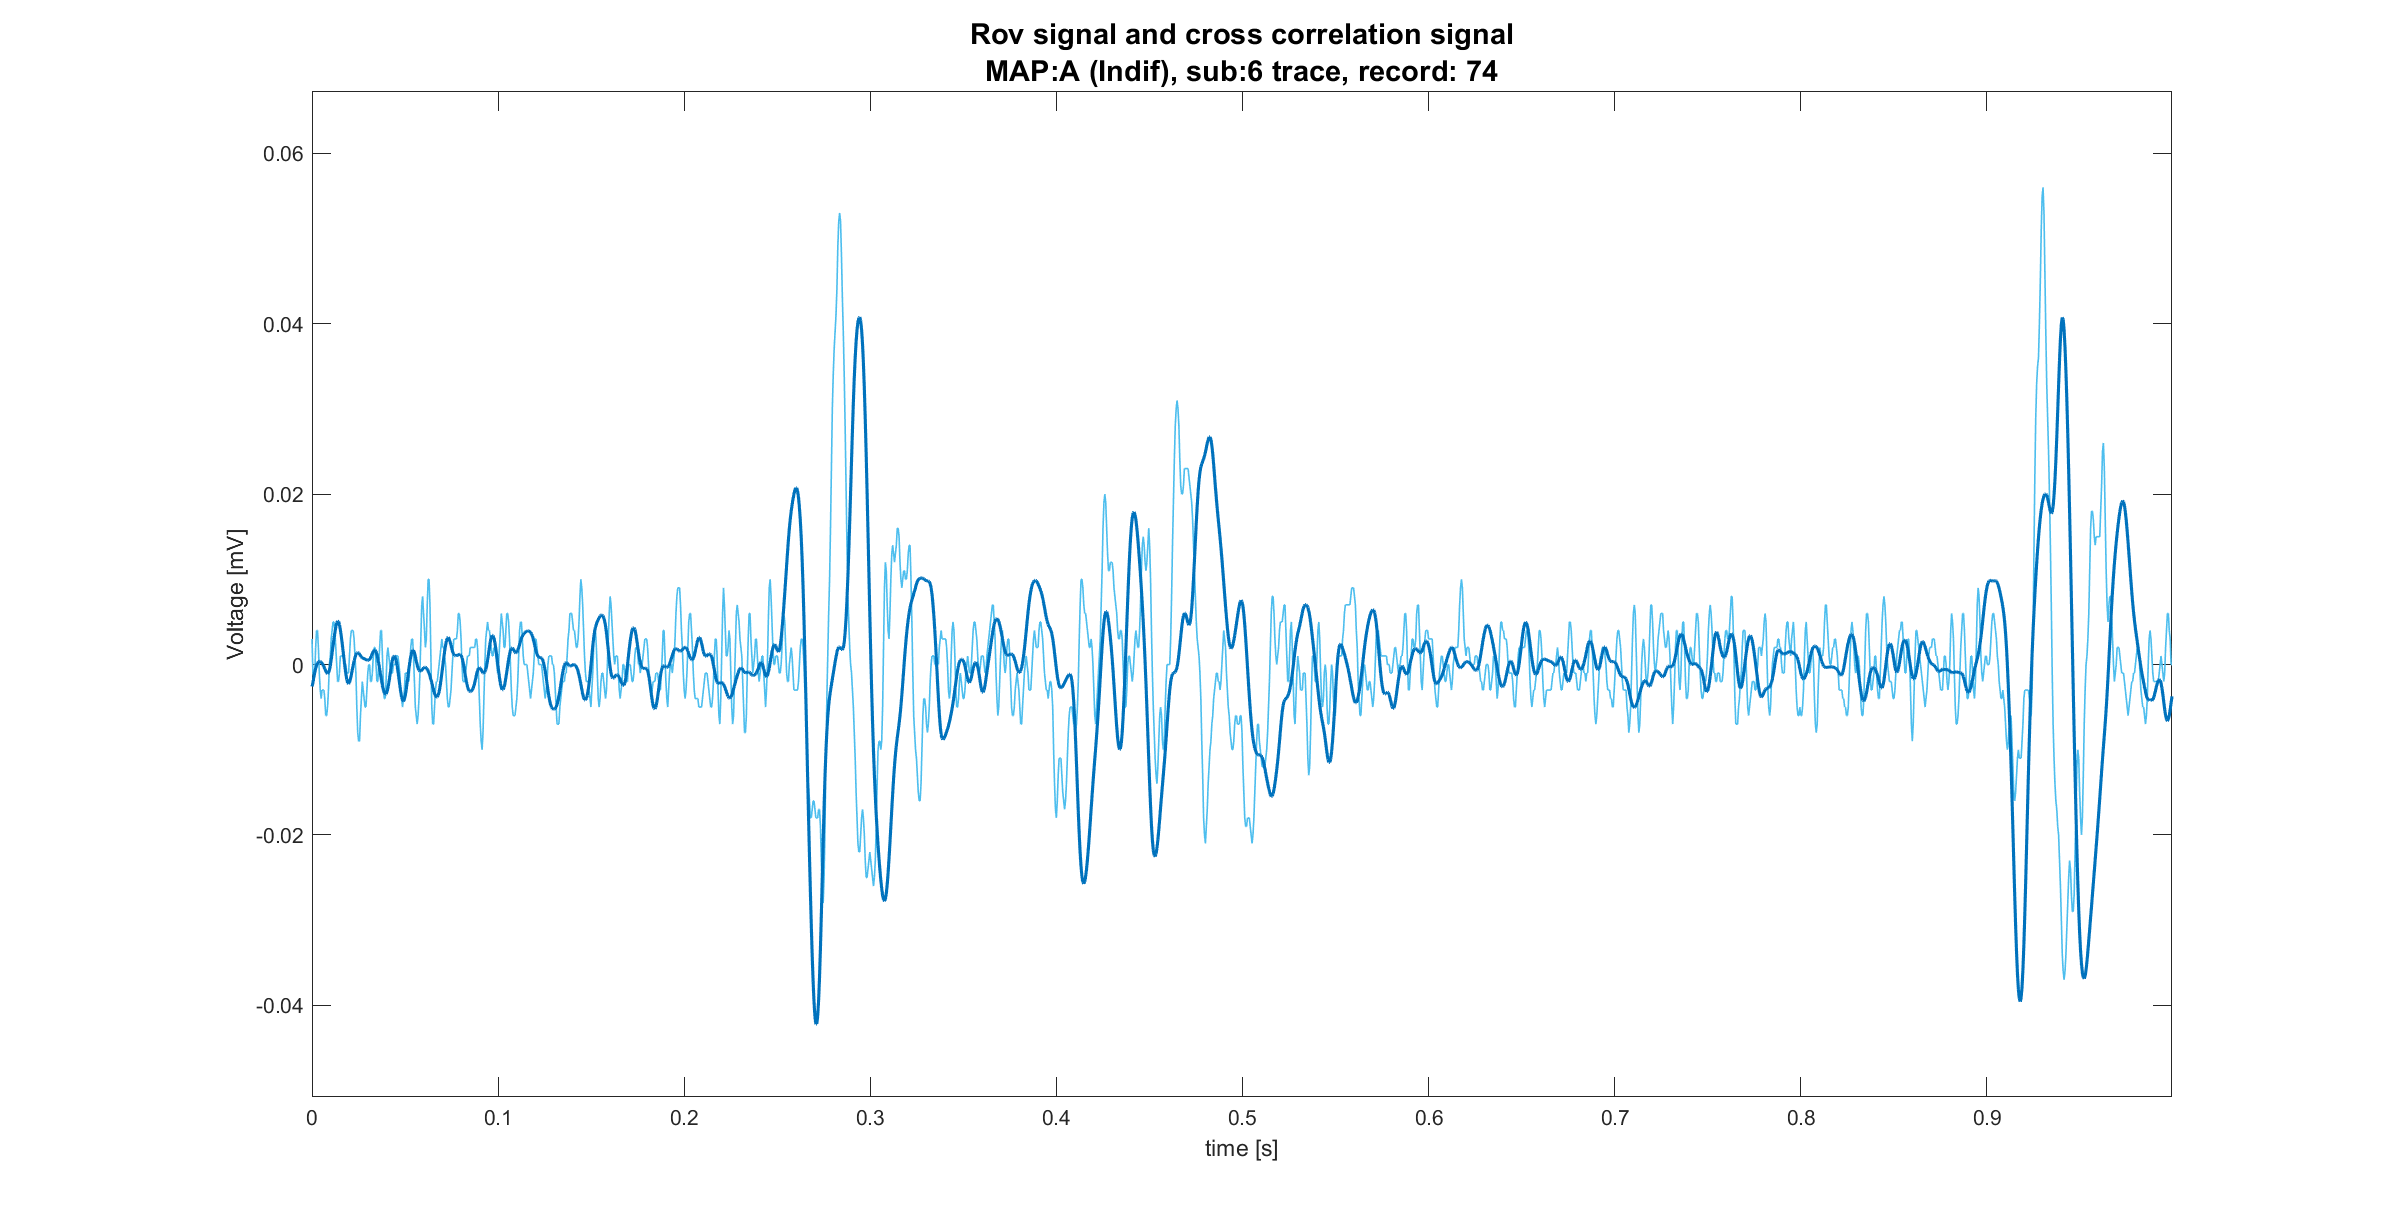 Rov signal and cross correlation signal
MAP:A (Indif), sub:6 trace, record: 74
0.06
0.04
0.02
0
-0.02
-0.04
Voltage [mV]
0 0.1 0.2 0.3 0.4 0.5 0.6 0.7 0.8 0.9
time [s]